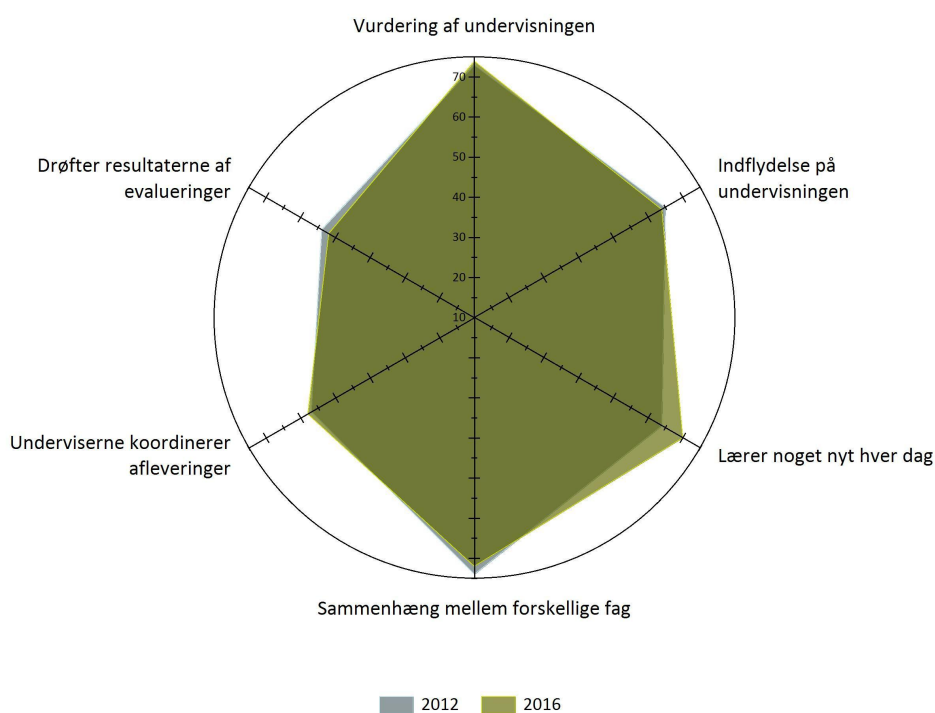 Vurdering af undervisningen
Drøfter resultaterne af
evalueringer
Indflydelse på
undervisningen
70
60
50
40
30
20
10
Underviserne koordinerer
afleveringer
Lærer noget nyt hver dag
Sammenhæng mellem forskellige fag
2012 2016